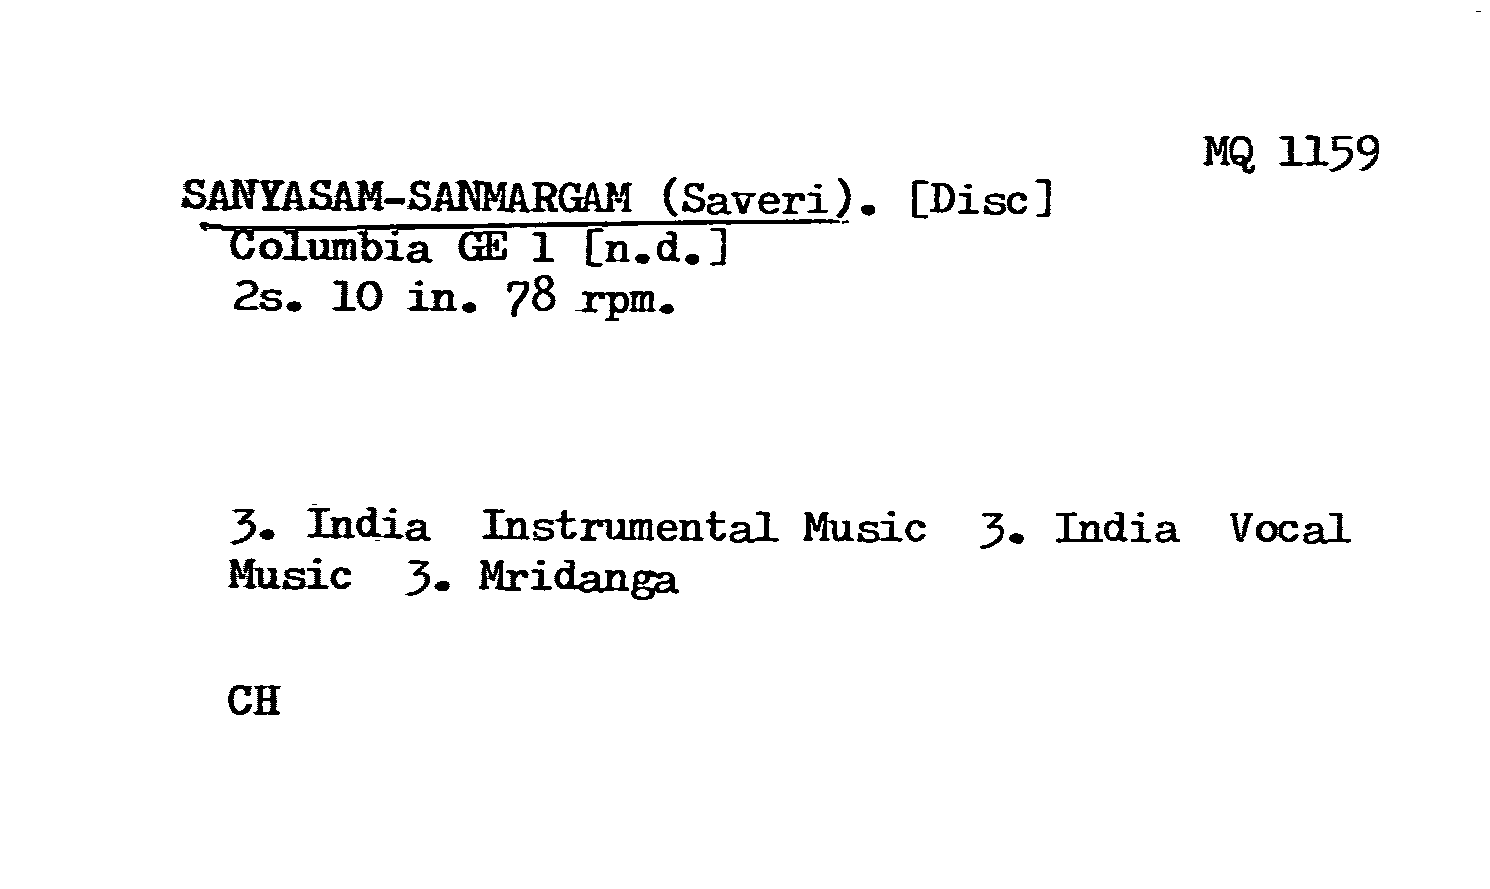 MQ 1159
SANYASAM-SANMARGAM (Saveri). [Disc]
Columbia GE 1 [n.d.]
2s. 10 in. 78 rpm.
3. India Instrumental Music 3. India Vocal
Music 3. Mridanga
CH